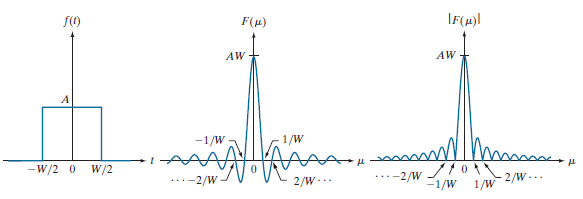 f(t)
A
−W/2 0 W/2 t
F(μ)
AW
−1/W 1/W
0 μ
···−2/W 2/W···
|F(μ)|
AW
0 μ
···−2/W −1/W 1/W 2/W···